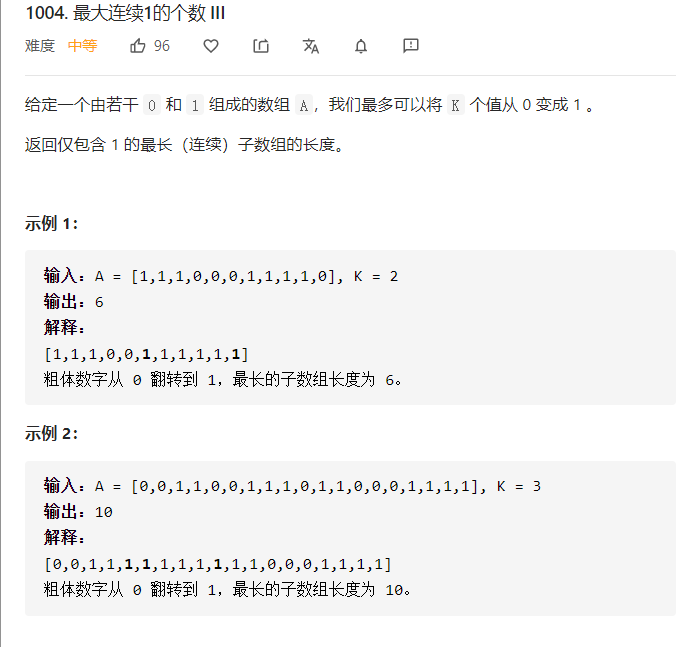 1004. 最大连续1的个数 III
难度 中等 96
给定一个由若干 0 和 1 组成的数组 A，我们最多可以将 K 个值从 0 变成 1 。
返回仅包含 1 的最长（连续）子数组的长度。
示例 1：
输入：A = [1,1,1,0,0,0,1,1,1,1,0], K = 2
输出：6
解释：
[1,1,1,0,0,1,1,1,1,1,1]
粗体数字从 0 翻转到 1，最长的子数组长度为 6。
示例 2：
输入：A = [0,0,1,1,0,0,1,1,1,0,1,1,0,0,0,1,1,1,1], K = 3
输出：10
解释：
[0,0,1,1,1,1,1,1,1,1,1,1,0,0,0,1,1,1,1]
粗体数字从 0 翻转到 1，最长的子数组长度为 10。